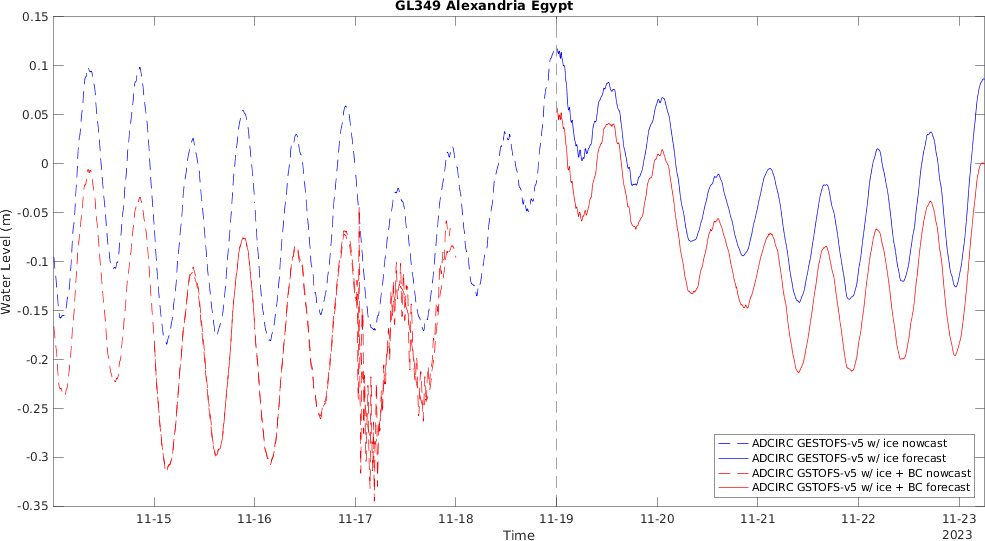 GL349 Alexandria Egypt
0.15
0.1
0.05
0
-0.05
-0.1
-0.15
-0.2
-0.25
-0.3
-0.35
Water Level (m)
ADCIRC GESTOFS-v5 w/ ice nowcast
ADCIRC GESTOFS-v5 w/ ice forecast
ADCIRC GSTOFS-v5 w/ ice + BC nowcast
ADCIRC GSTOFS-v5 w/ ice + BC forecast
11-15 11-16 11-17 11-18 11-19 11-20 11-21 11-22 11-23
2023
Time